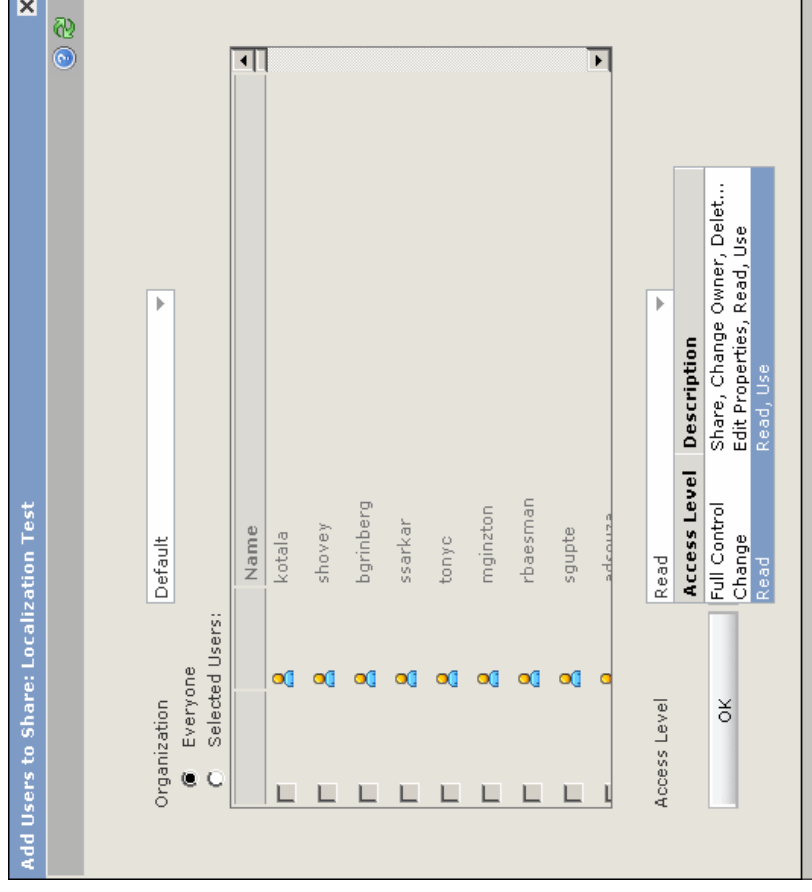 Add Users to Share: Localization Test
Organization
Default
Everyone
Selected Users:
Name
kotala
shovey
bgrinberg
ssarkar
tonyc
mginzton
rbaesman
sgupte
adsouza
Access Level
Read
Access Level Description
Full Control Share, Change Owner, Delet...
Change Edit Properties, Read, Use
Read Read, Use
OK